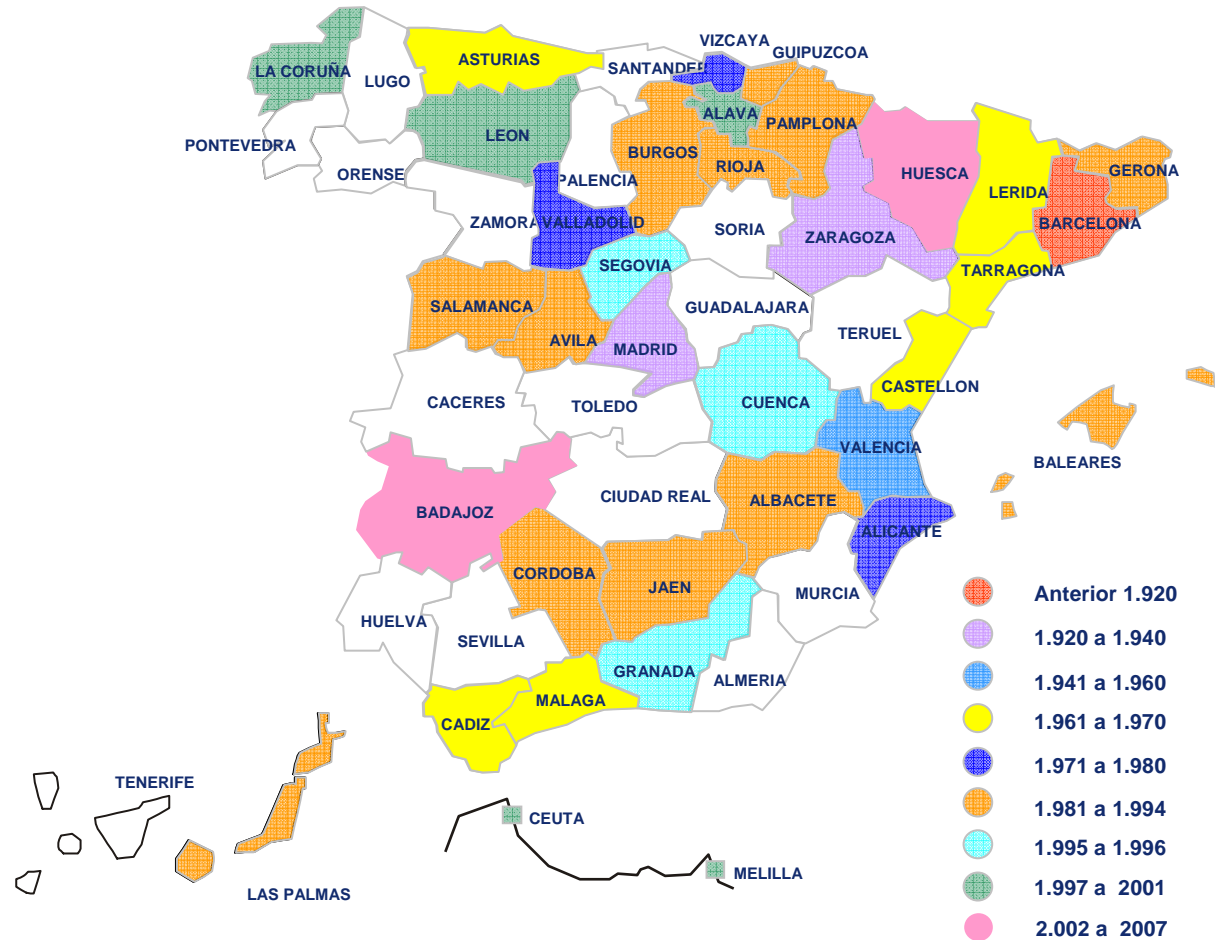 VIZCAYA
GUIPUZCOA
ASTURIAS
SANTANDER
LA CORUÑA
LUGO
ALAVA
PAMPLONA
LEON
PONTEVEDRA
BURGOS
RIOJA
HUESCA
GERONA
ORENSE
PALENCIA
LERIDA
ZAMORA
VALLADOLID
SORIA
ZARAGOZA
BARCELONA
SEGOVIA
TARRAGONA
SALAMANCA
GUADALAJARA
AVILA
MADRID
TERUEL
CASTELLON
CACERES
TOLEDO
CUENCA
VALENCIA
BALEARES
CIUDAD REAL
ALBACETE
BADAJOZ
ALICANTE
CORDOBA
JAEN
MURCIA
HUELVA
SEVILLA
GRANADA
ALMERIA
MALAGA
CADIZ
TENERIFE
CEUTA
MELILLA
LAS PALMAS
Anterior 1.920
1.920 a 1.940
1.941 a 1.960
1.961 a 1.970
1.971 a 1.980
1.981 a 1.994
1.995 a 1.996
1.997 a 2001
2.002 a 2007